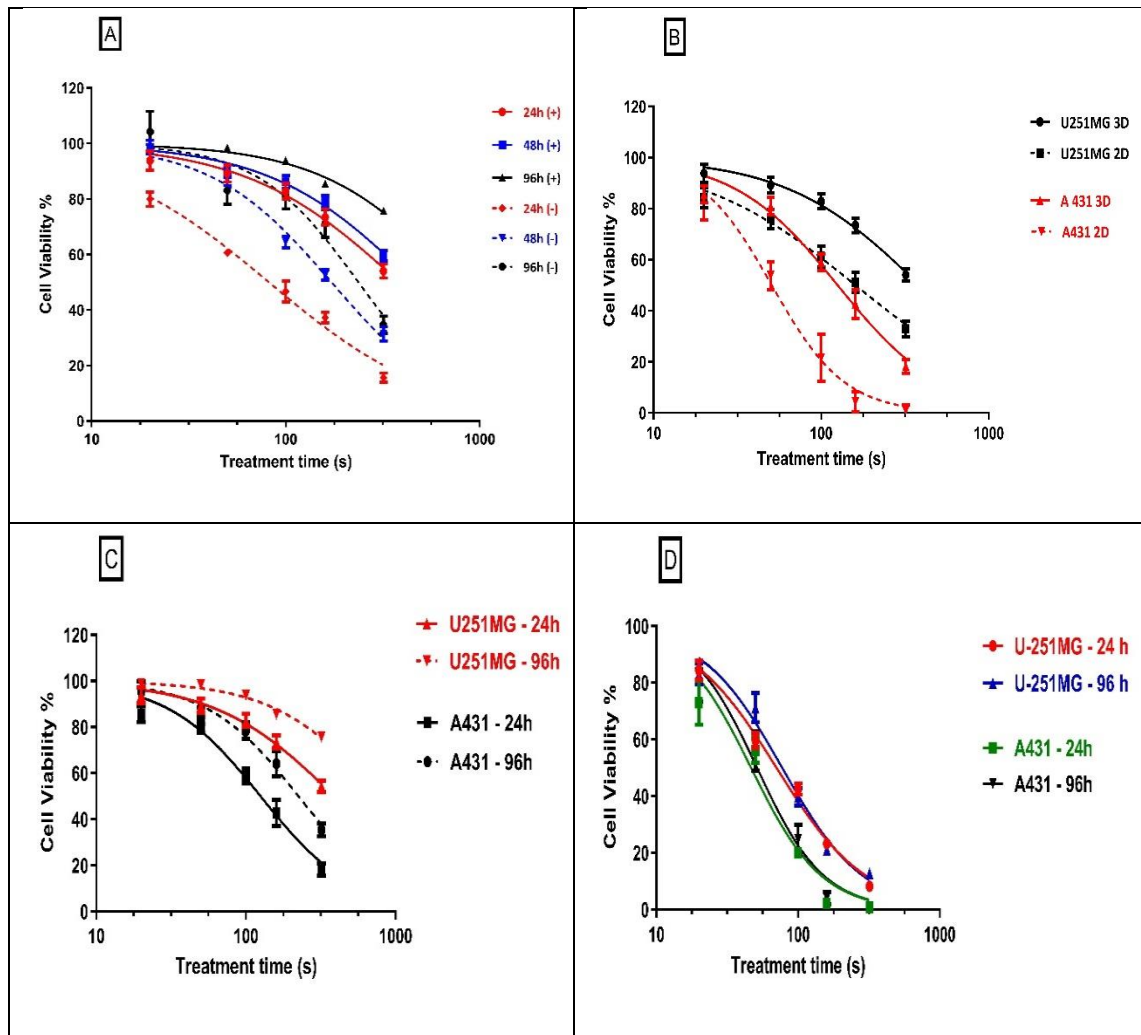 A
120
100
80
60
40
20
0
Cell Viability %
10
100
1000
Treatment time (s)
24h (+)
48h (+)
96h (+)
24h (-)
48h (-)
96h (-)
B
120
100
80
60
40
20
0
Cell Viability %
10
100
1000
Treatment time (s)
U251MG 3D
U251MG 2D
A 431 3D
A431 2D
C
120
100
80
60
40
20
0
Cell Viability %
10
100
1000
Treatment time (s)
U251MG - 24h
U251MG - 96h
A431 - 24h
A431 - 96h
D
100
80
60
40
20
0
Cell Viability %
10
100
1000
Treatment time (s)
U-251MG - 24 h
U-251MG - 96 h
A431 - 24h
A431 - 96h